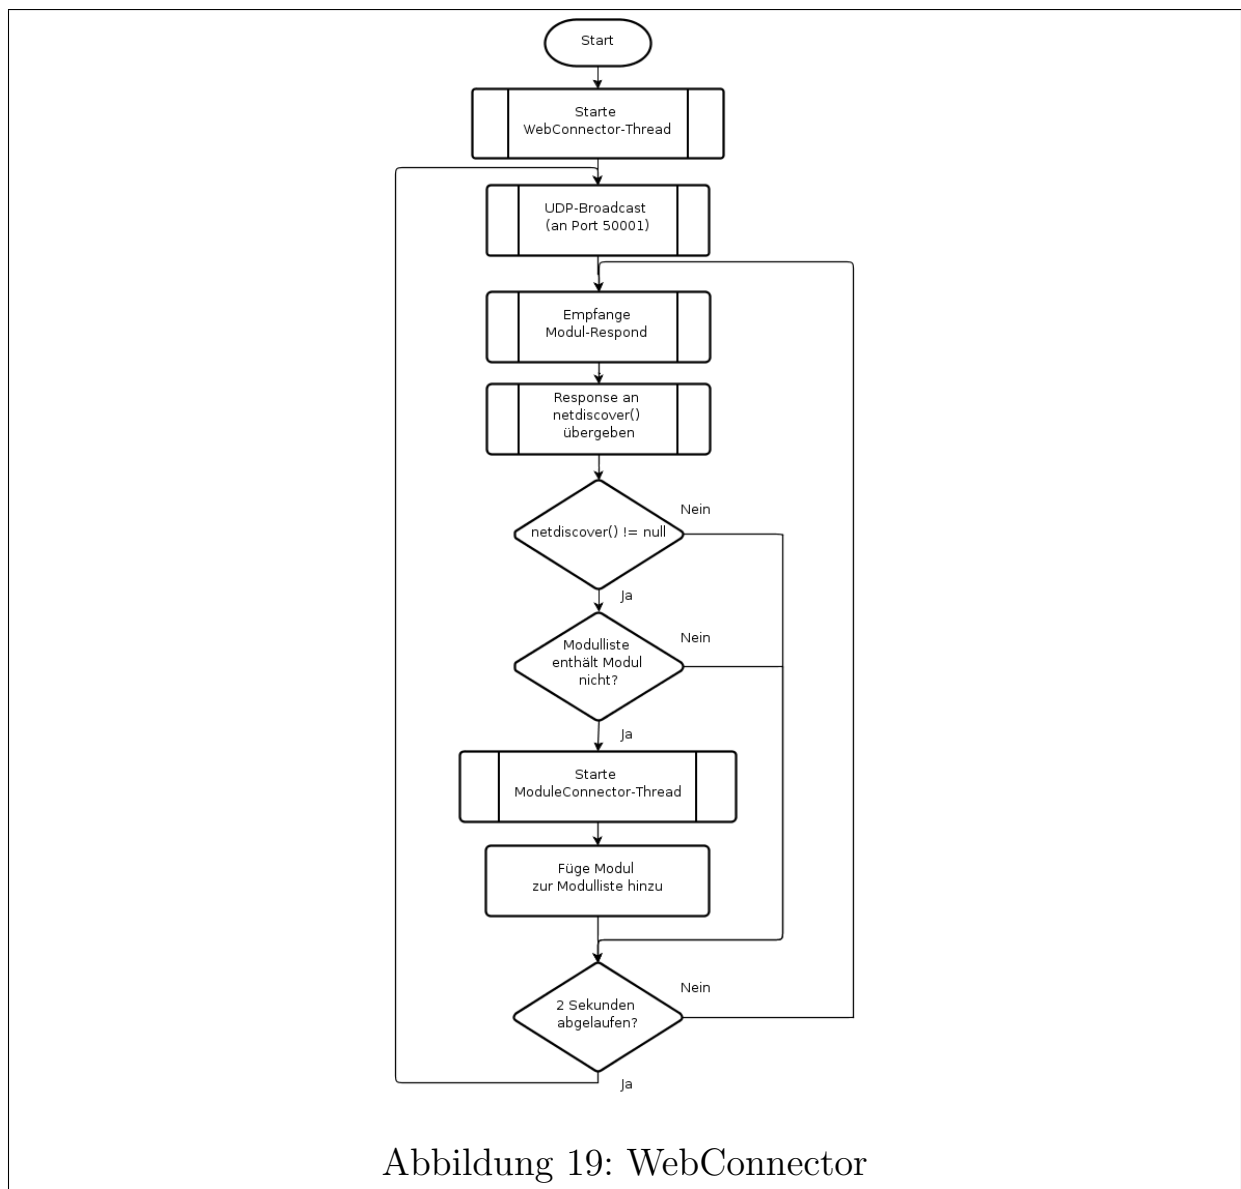 Start
Starte
WebConnector-Thread
UDP-Broadcast
(an Port 50001)
Empfange
Modul-Respond
Response an
netdiscover()
übergeben
Nein
netdiscover() != null
Ja
Nein
Modulliste
enthält Modul
nicht?
Ja
Starte
ModuleConnector-Thread
Füge Modul
zur Modulliste hinzu
Nein
2 Sekunden
abgelaufen?
Ja
Abbildung 19: WebConnector